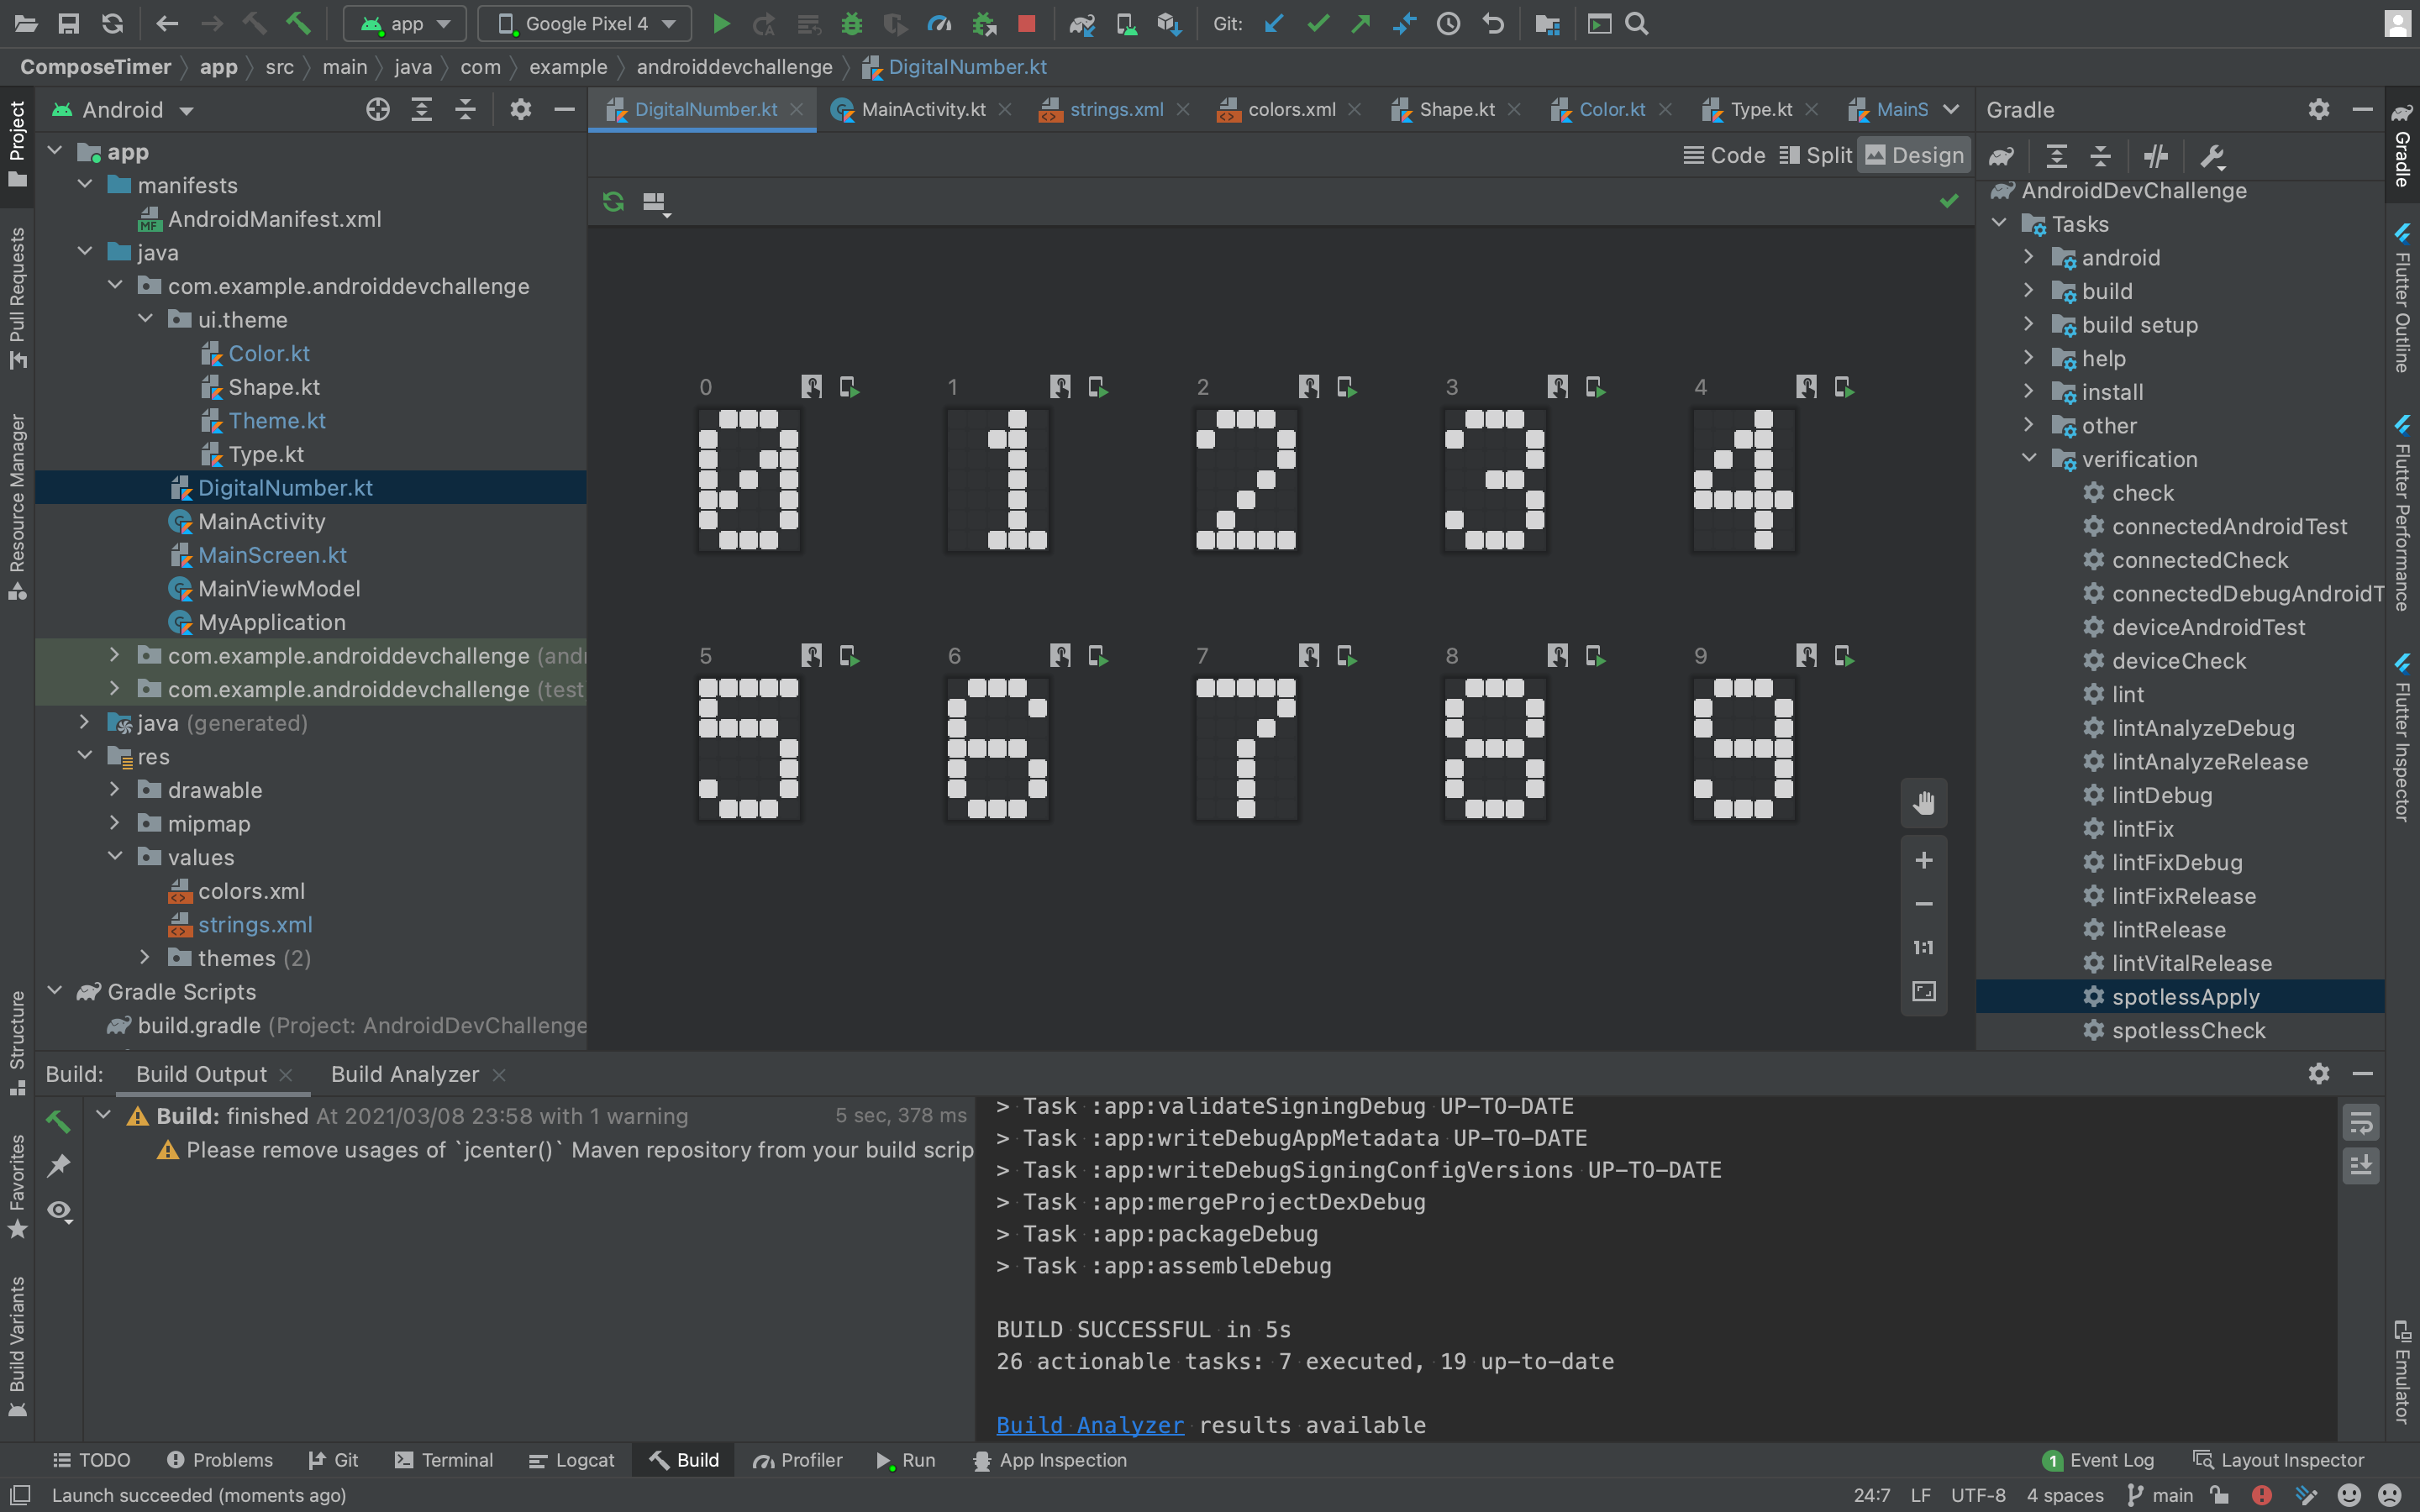 app
Google Pixel 4
Git:
ComposeTimer
app
src
main
java
com
example
androiddevchallenge
DigitalNumber.kt
Project
Pull Requests
Resource Manager
Structure
Favorites
Build Variants
Android
app
manifests
AndroidManifest.xml
java
com.example.androiddevchallenge
ui.theme
Color.kt
Shape.kt
Theme.kt
Type.kt
DigitalNumber.kt
MainActivity
MainScreen.kt
MainViewModel
MyApplication
com.example.androiddevchallenge (andr
com.example.androiddevchallenge (test
java (generated)
res
drawable
mipmap
values
colors.xml
strings.xml
themes (2)
Gradle Scripts
build.gradle (Project: AndroidDevChallenge
DigitalNumber.kt
MainActivity.kt
strings.xml
colors.xml
Shape.kt
Color.kt
Type.kt
MainS
Code
Split
Design
0
1
2
3
4
0
1
2
3
4
5
6
7
8
9
5
6
7
8
9
1:1
Gradle
AndroidDevChallenge
Tasks
android
build
build setup
help
install
other
verification
check
connectedAndroidTest
connectedCheck
connectedDebugAndroidT
deviceAndroidTest
deviceCheck
lint
lintAnalyzeDebug
lintAnalyzeRelease
lintDebug
lintFix
lintFixDebug
lintFixRelease
lintRelease
lintVitalRelease
spotlessApply
spotlessCheck
Gradle
Flutter Outline
Flutter Performance
Flutter Inspector
Emulator
Build:
Build Output
Build Analyzer
Build: finished At 2021/03/08 23:58 with 1 warning
5 sec, 378 ms
Please remove usages of `jcenter()` Maven repository from your build scrip
> Task :app:validateSigningDebug UP-TO-DATE
> Task :app:writeDebugAppMetadata UP-TO-DATE
> Task :app:writeDebugSigningConfigVersions UP-TO-DATE
> Task :app:mergeProjectDexDebug
> Task :app:packageDebug
> Task :app:assembleDebug
BUILD SUCCESSFUL in 5s
26 actionable tasks: 7 executed, 19 up-to-date
Build Analyzer results available
TODO
Problems
Git
Terminal
Logcat
Build
Profiler
Run
App Inspection
1 Event Log
Layout Inspector
Launch succeeded (moments ago)
24:7
LF
UTF-8
4 spaces
main